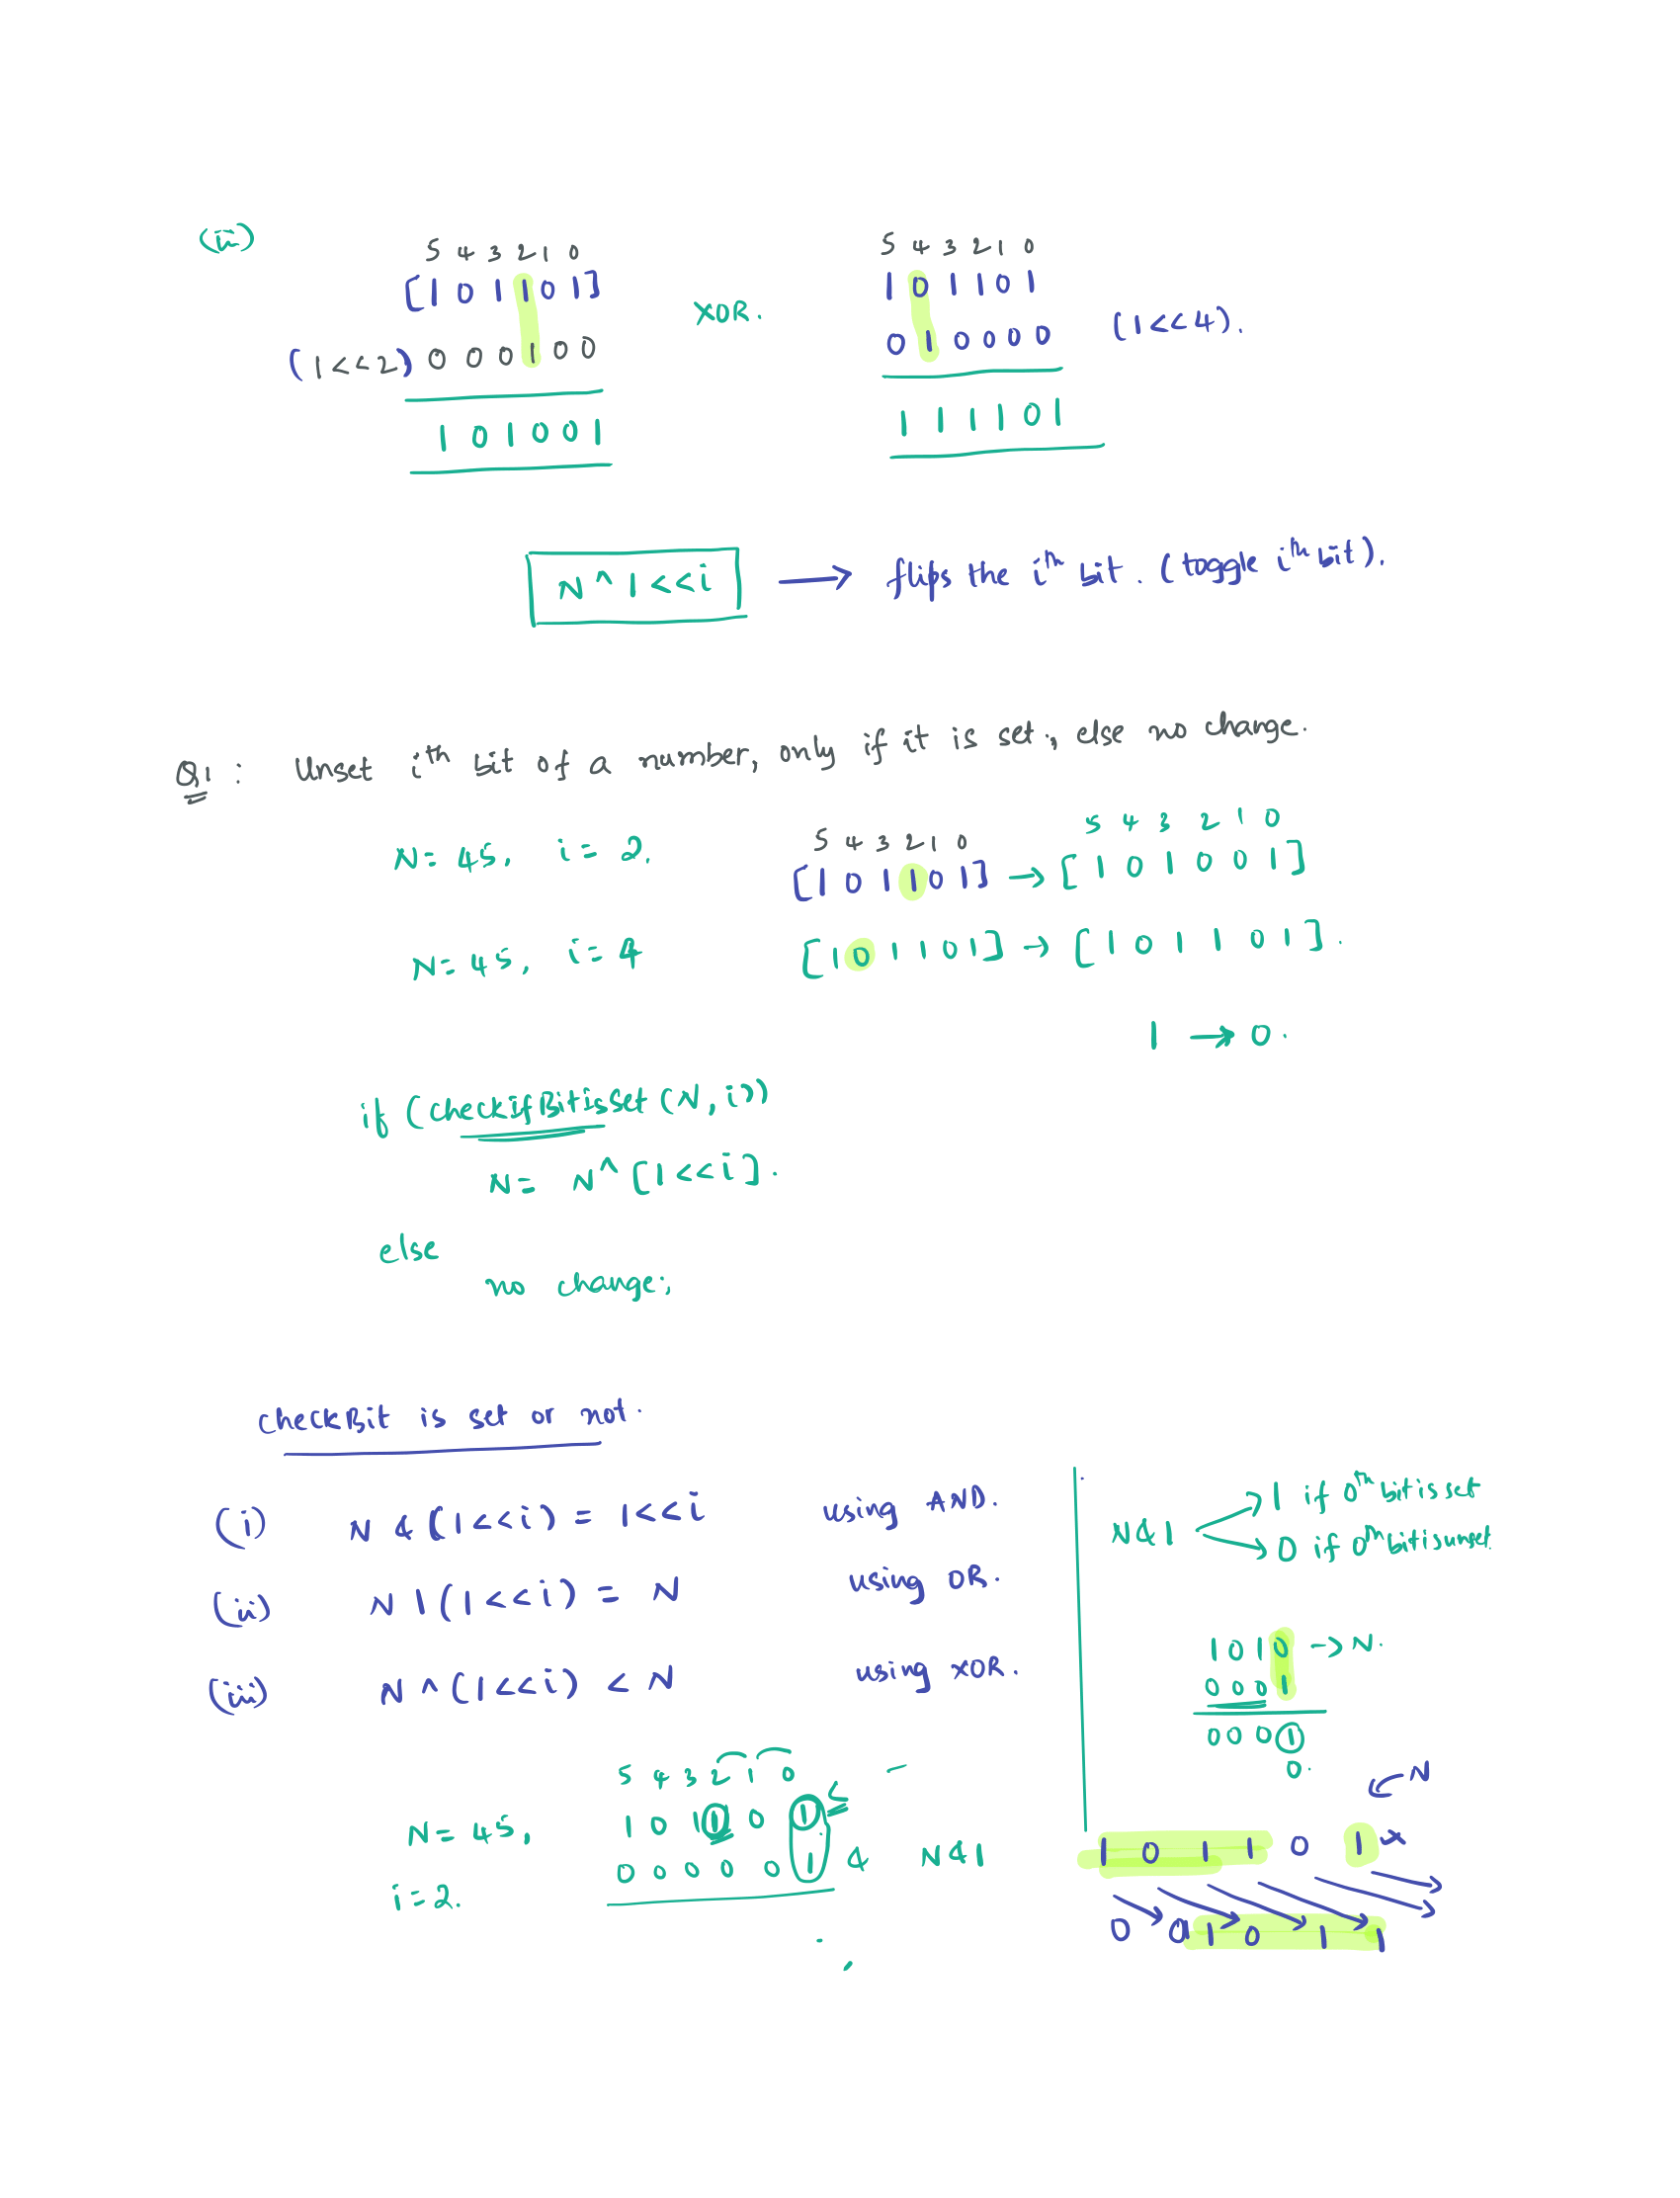 (ii)
5 4 3 2 1 0
[1 0 1 1 0 1]
(1<<2) 0 0 0 1 0 0
1 0 1 0 0 1
XOR.
5 4 3 2 1 0
1 0 1 1 0 1
0 1 0 0 0 0 (1<<4).
1 1 1 1 0 1
N ^ 1<<i → flips the ith bit. (toggle ith bit).
Q1 : Unset ith bit of a number, only if it is set, else no change.
N = 45, i = 2.
5 4 3 2 1 0
5 4 3 2 1 0
[1 0 1 1 0 1] → [1 0 1 0 0 1]
N = 45, i = 4
[1 0 1 1 0 1] → [1 0 1 1 0 1].
1 → 0.
if (checkifBitisSet (N, i))
N = N^[1<<i].
else
no change;
checkBit is set or not.
(i) N & (1<<i) = 1<<i using AND.
(ii) N | (1<<i) = N using OR.
(iii) N ^ (1<<i) < N using XOR.
N&1
→ 1 if 0th bit is set
→ 0 if 0th bit is unset.
1 0 1 0 → N.
0 0 0 1
0 0 0 1
0.
N = 45,
i = 2.
5 4 3 2 1 0
1 0 1 1 0 1
0 0 0 0 0 1 & N&1
← N
1 0 1 1 0 1 x
0 0 1 0 1 1